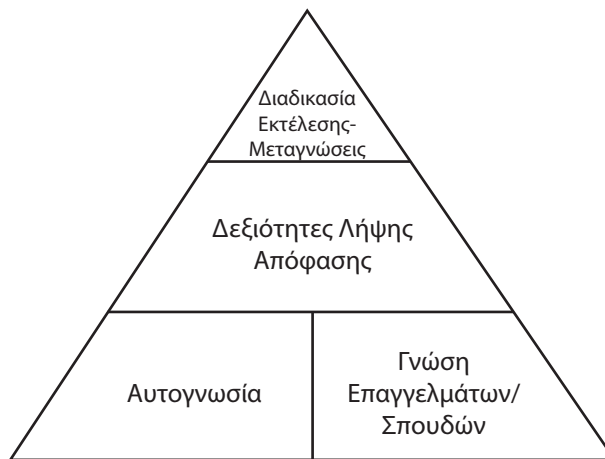 Διαδικασία
Εκτέλεσης-
Μεταγνώσεις
Δεξιότητες Λήψης
Απόφασης
Αυτογνωσία
Γνώση
Επαγγελμάτων/
Σπουδών